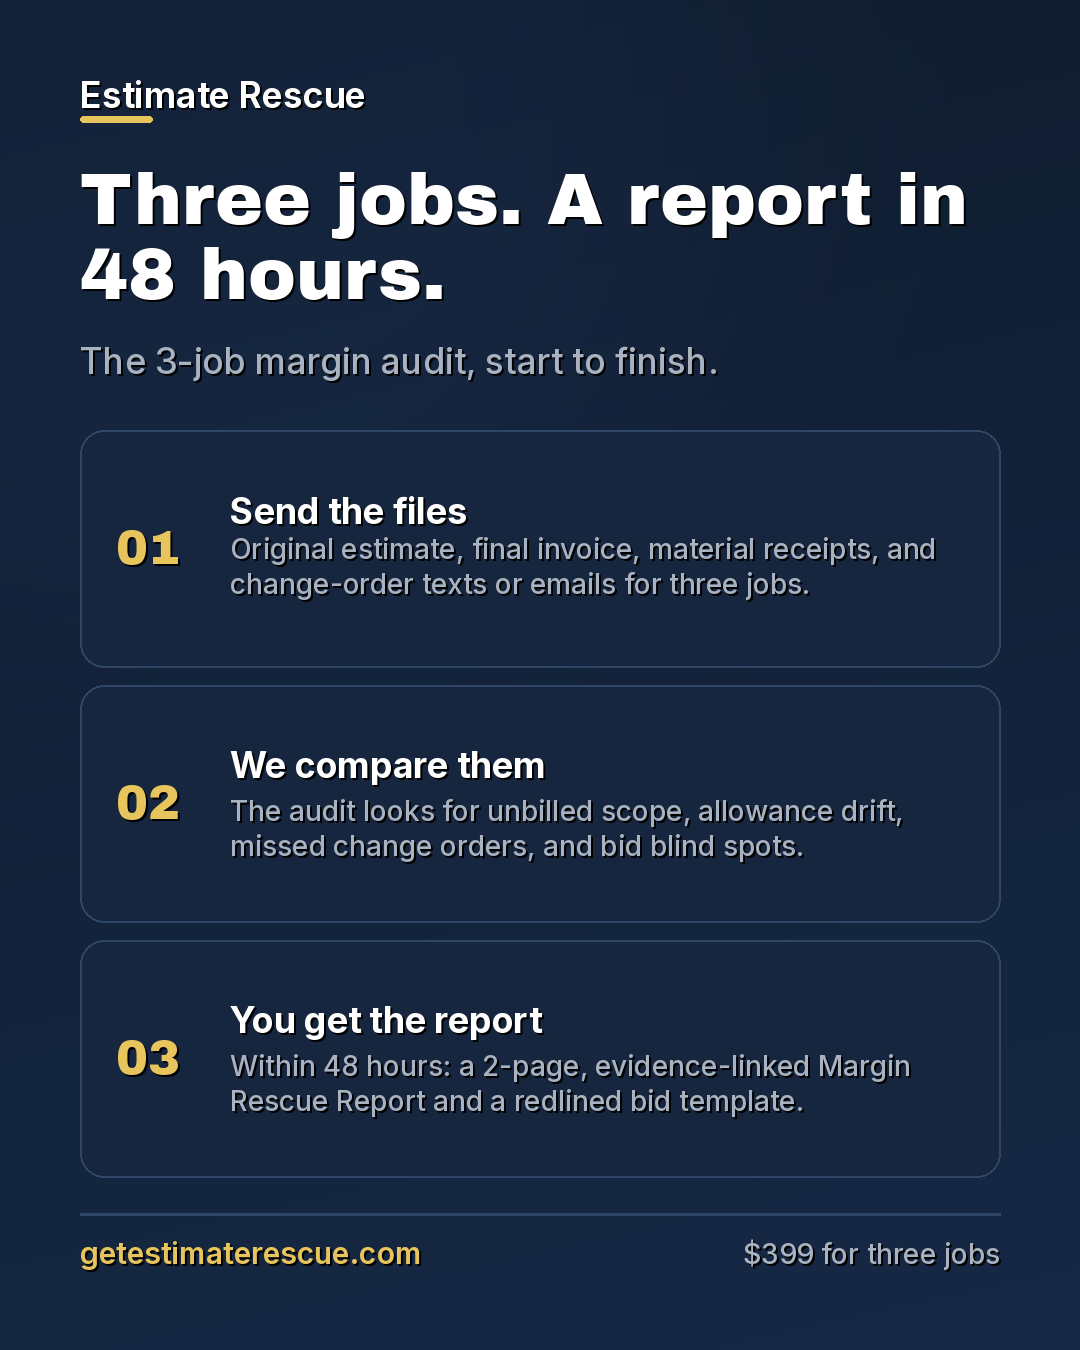 Estimate Rescue
Three jobs. A report in
48 hours.
The 3-job margin audit, start to finish.
01
Send the files
Original estimate, final invoice, material receipts, and
change-order texts or emails for three jobs.
02
We compare them
The audit looks for unbilled scope, allowance drift,
missed change orders, and bid blind spots.
03
You get the report
Within 48 hours: a 2-page, evidence-linked Margin
Rescue Report and a redlined bid template.
getestimaterescue.com
$399 for three jobs